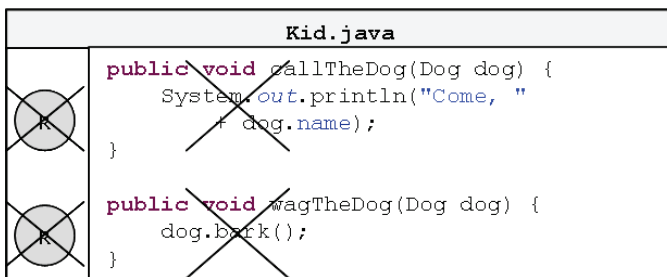 Kid.java
public void callTheDog(Dog dog) {
System.out.println("Come, "
+ dog.name);
}
public void wagTheDog(Dog dog) {
dog.bark();
}
R
R